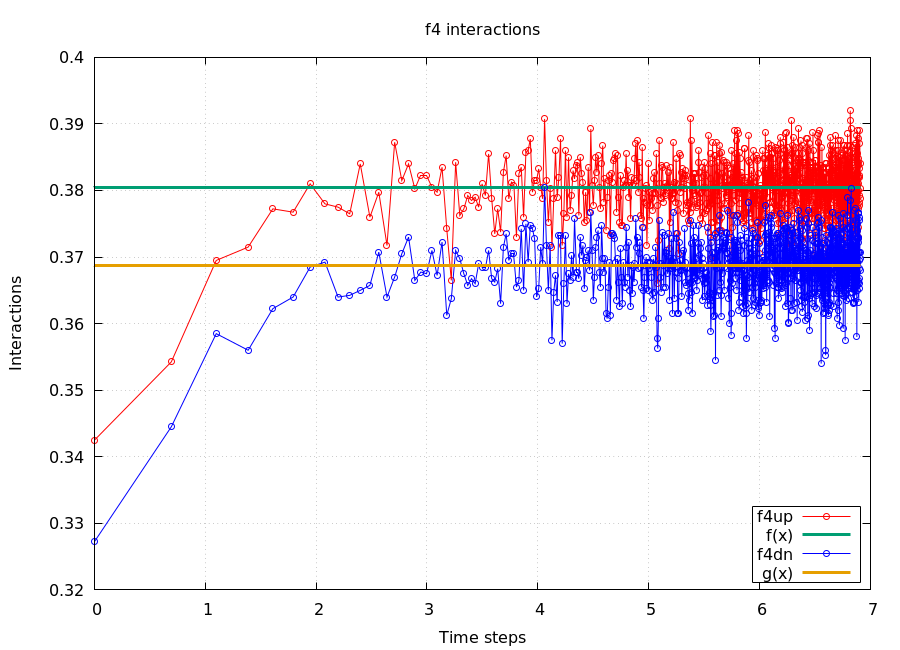 f4 interactions
0.4
0.39
0.38
0.37
0.36
0.35
0.34
0.33
0.32
Interactions
0 1 2 3 4 5 6 7
Time steps
f4up
f(x)
f4dn
g(x)